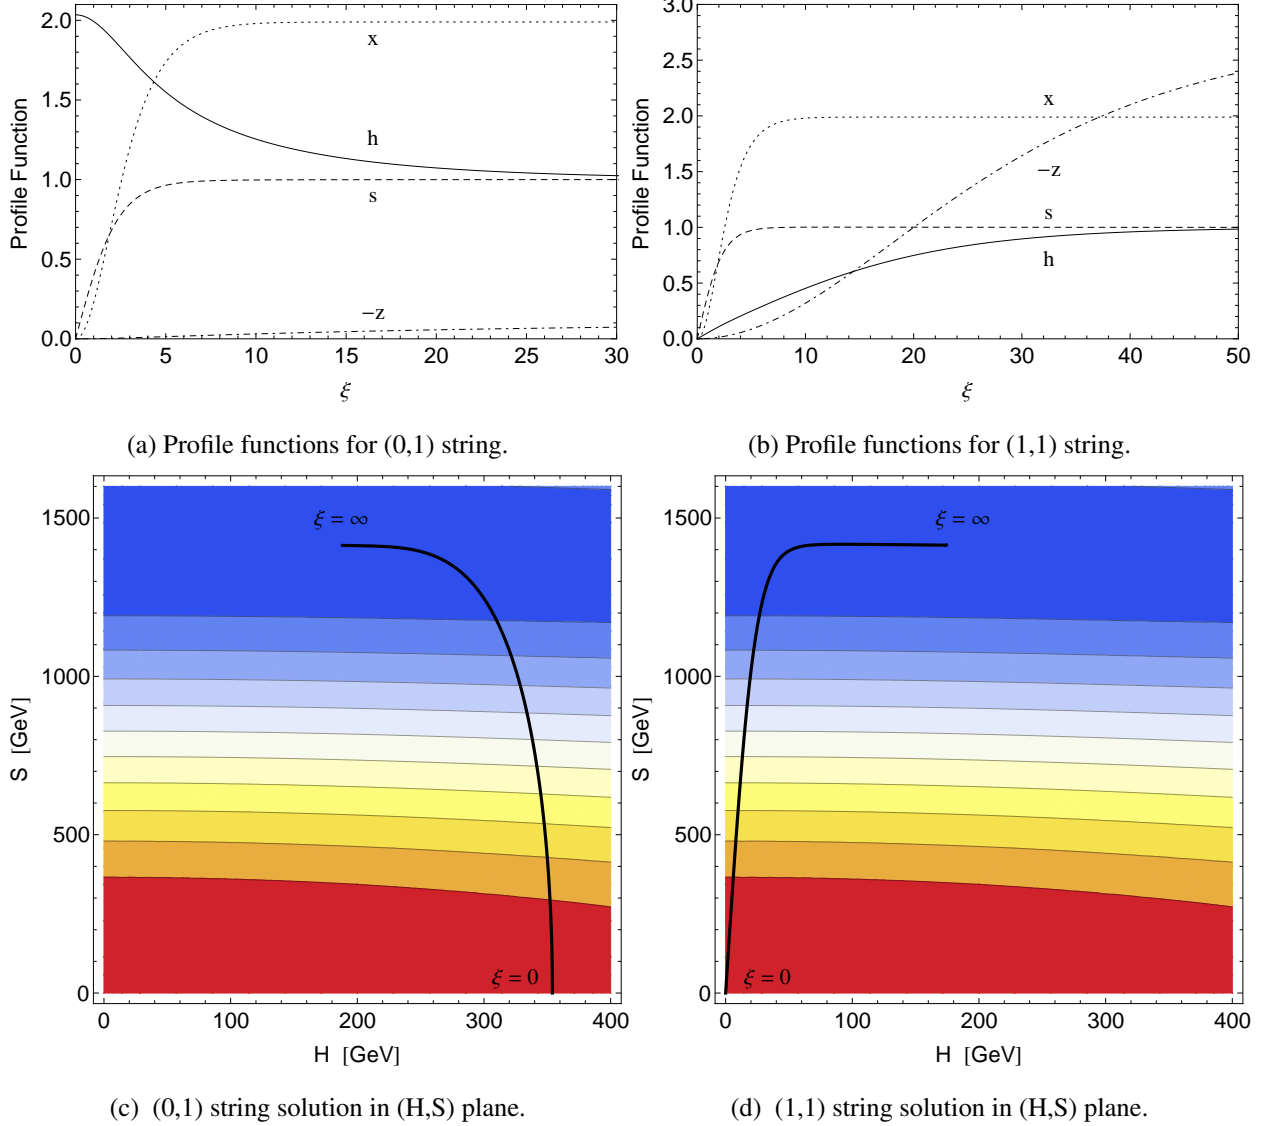 2.0
1.5
1.0
0.5
0.0
Profile Function
x
h
s
−z
0 5 10 15 20 25 30
ξ
(a) Profile functions for (0,1) string.
3.0
2.5
2.0
1.5
1.0
0.5
0.0
Profile Function
x
−z
s
h
0 10 20 30 40 50
ξ
(b) Profile functions for (1,1) string.
1500
1000
500
0
S [GeV]
ξ = ∞
ξ = 0
0 100 200 300 400
H [GeV]
(c) (0,1) string solution in (H,S) plane.
1500
1000
500
0
S [GeV]
ξ = ∞
ξ = 0
0 100 200 300 400
H [GeV]
(d) (1,1) string solution in (H,S) plane.